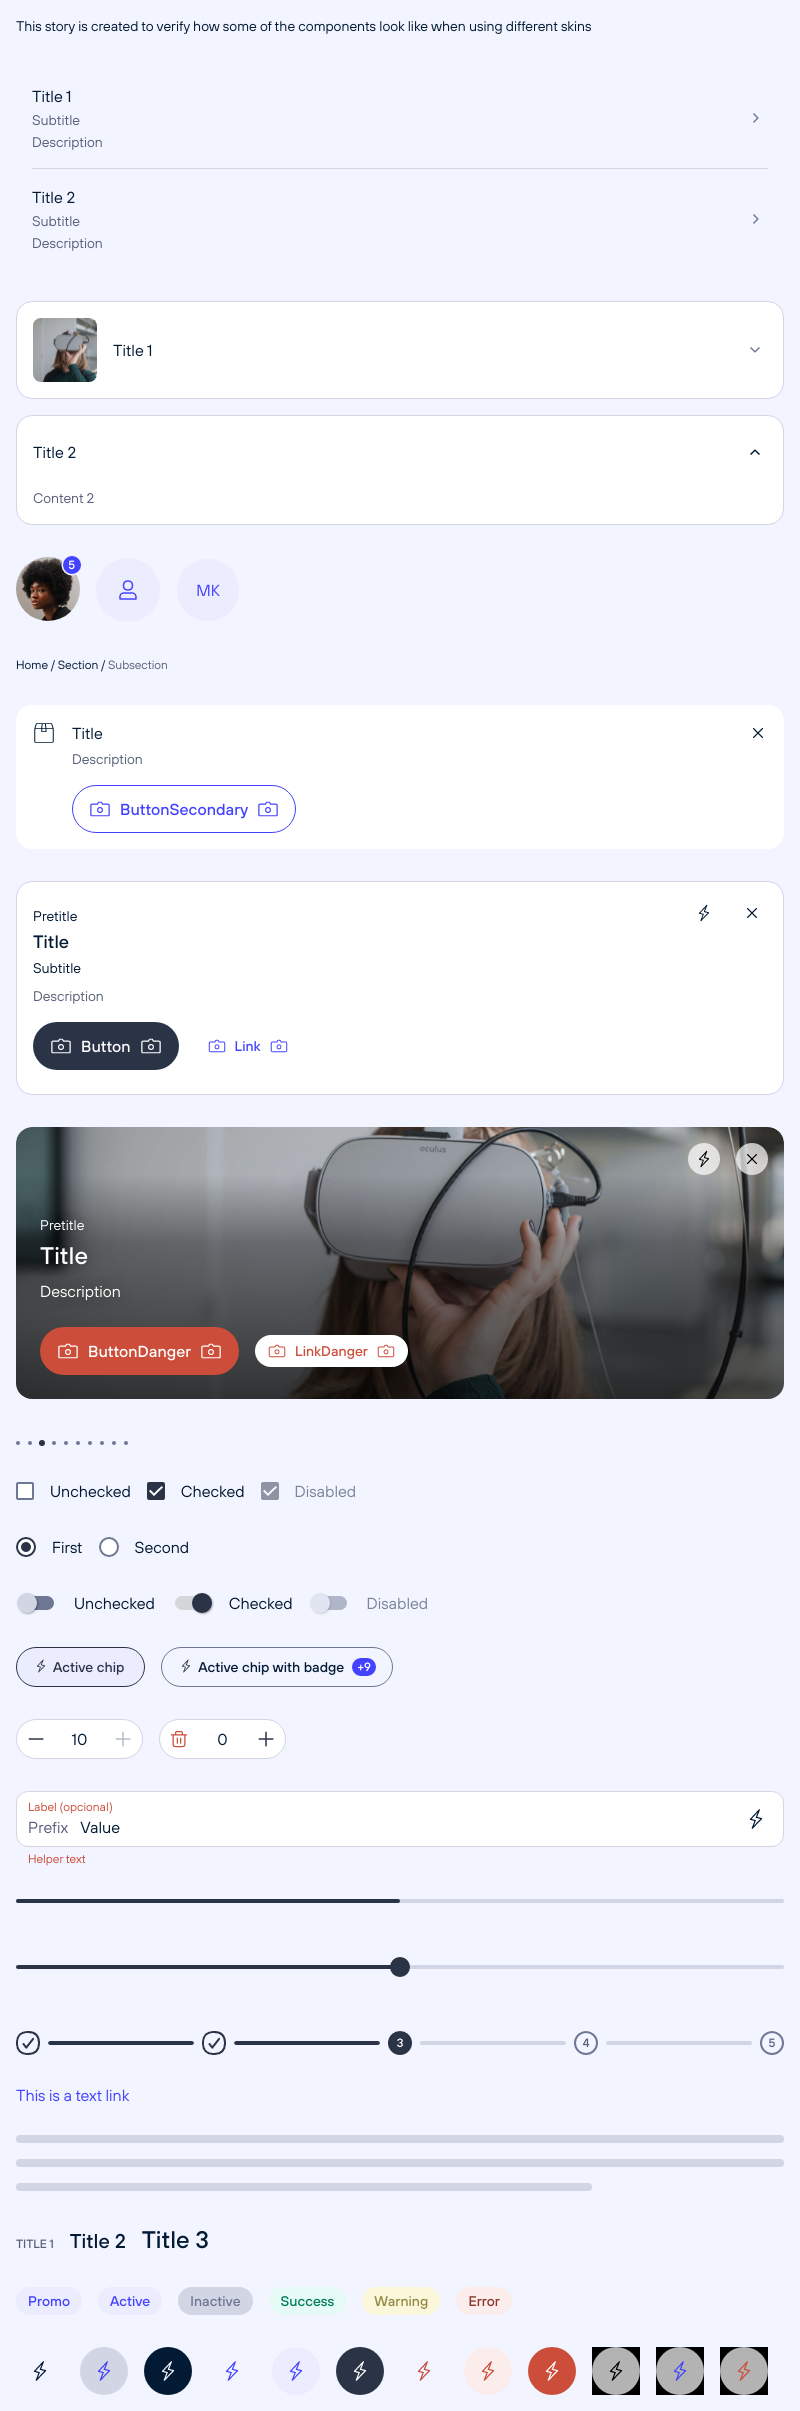 This story is created to verify how some of the components look like when using different skins
Title 1
Subtitle
Description
Title 2
Subtitle
Description
Title 1
Title 2
Content 2
5
MK
Home / Section / Subsection
Title
Description
ButtonSecondary
Pretitle
Title
Subtitle
Description
Button Link
oculus
Pretitle
Title
Description
ButtonDanger LinkDanger
Unchecked Checked Disabled
First Second
Unchecked Checked Disabled
Active chip Active chip with badge +9
10 0
Label (opcional)
Prefix Value
Helper text
3 4 5
This is a text link
TITLE 1 Title 2 Title 3
Promo Active Inactive Success Warning Error